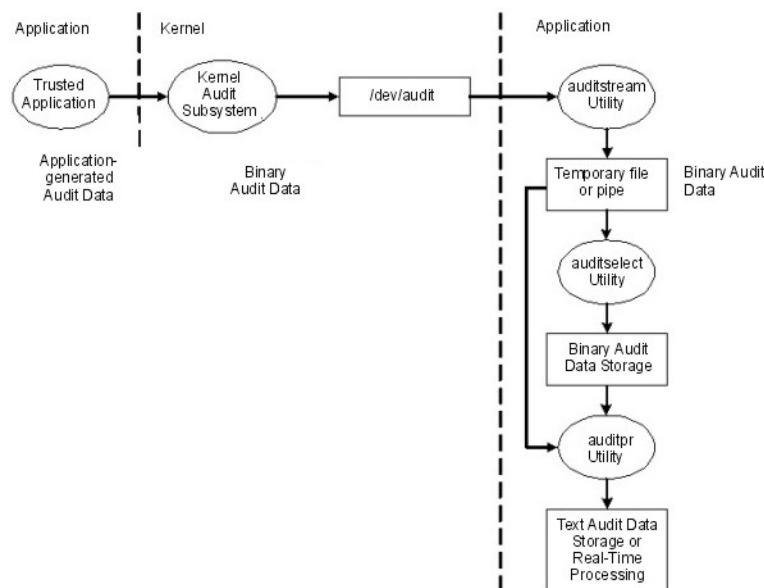 Application
Kernel
Application
Trusted
Application
Kernel
Audit
Subsystem
/dev/audit
auditstream
Utility
Application-
generated
Audit Data
Binary
Audit Data
Temporary file
or pipe
Binary Audit
Data
auditselect
Utility
Binary Audit
Data Storage
auditpr
Utility
Text Audit Data
Storage or
Real-Time
Processing